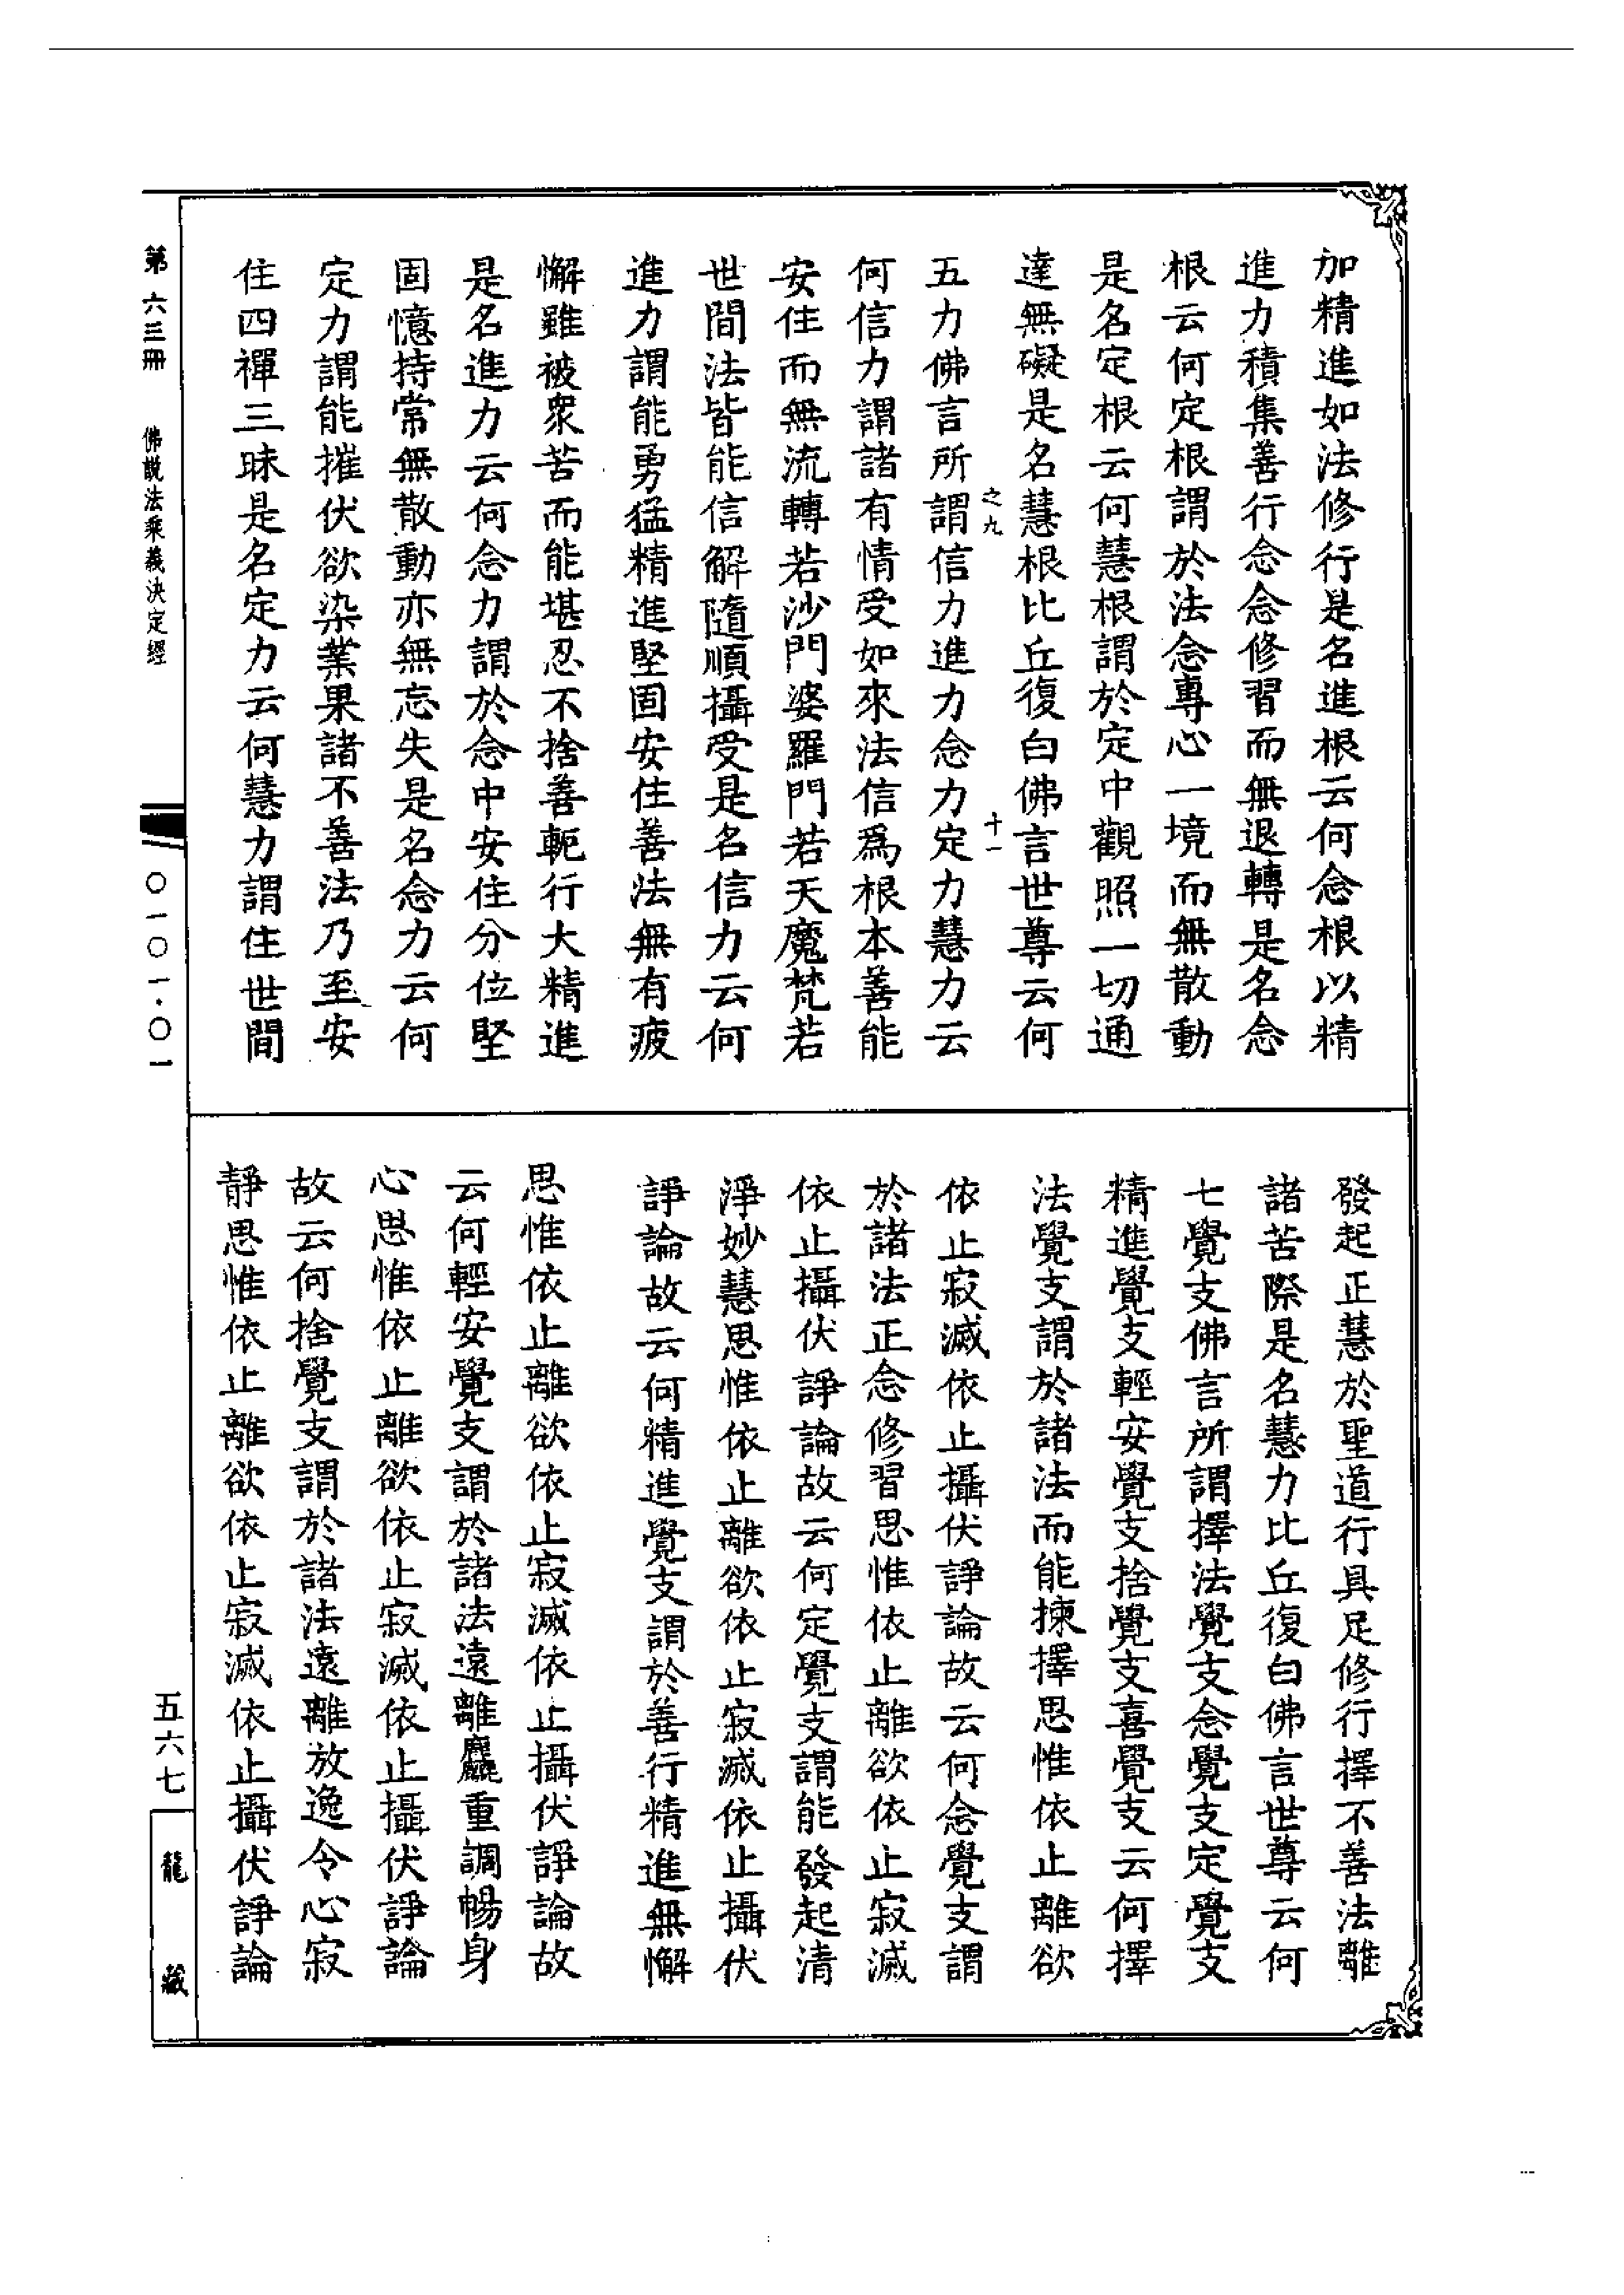 加精進如法修行是名進根云何念根以精
進力積集善行念念修習而無退轉是名念
根云何定根謂於法念專心一境而無散動
是名定根云何慧根謂於定中觀照一切通
達無礙是名慧根比丘復白佛言世尊云何
之九 十一
五力佛言所謂信力進力念力定力慧力云
何信力謂諸有情受如來法信為根本善能
安住而無流轉若沙門婆羅門若天魔梵若
世間法皆能信解隨順攝受是名信力云何
進力謂能勇猛精進堅固安住善法無有疲
懈雖被衆苦而能堪忍不捨善軛行大精進
是名進力云何念力謂於念中安住分位堅
固憶持常無散動亦無忘失是名念力云何
定力謂能摧伏欲染業果諸不善法乃至安
住四禪三昧是名定力云何慧力謂住世間
發起正慧於聖道行具足修行擇不善法離
諸苦際是名慧力比丘復白佛言世尊云何
七覺支佛言所謂擇法覺支念覺支定覺支
精進覺支輕安覺支捨覺支喜覺支云何擇
法覺支謂於諸法而能揀擇思惟依止離欲
依止寂滅依止攝伏諍論故云何念覺支謂
於諸法正念修習思惟依止離欲依止寂滅
依止攝伏諍論故云何定覺支謂能發起清
淨妙慧思惟依止離欲依止寂滅依止攝伏
諍論故云何精進覺支謂於善行精進無懈
思惟依止離欲依止寂滅依止攝伏諍論故
云何輕安覺支謂於諸法遠離麤重調暢身
心思惟依止離欲依止寂滅依止攝伏諍論
故云何捨覺支謂於諸法遠離放逸令心寂
靜思惟依止離欲依止寂滅依止攝伏諍論
第六三冊 佛說法乘義決定經
〇一〇一·〇一
五六七
龍藏